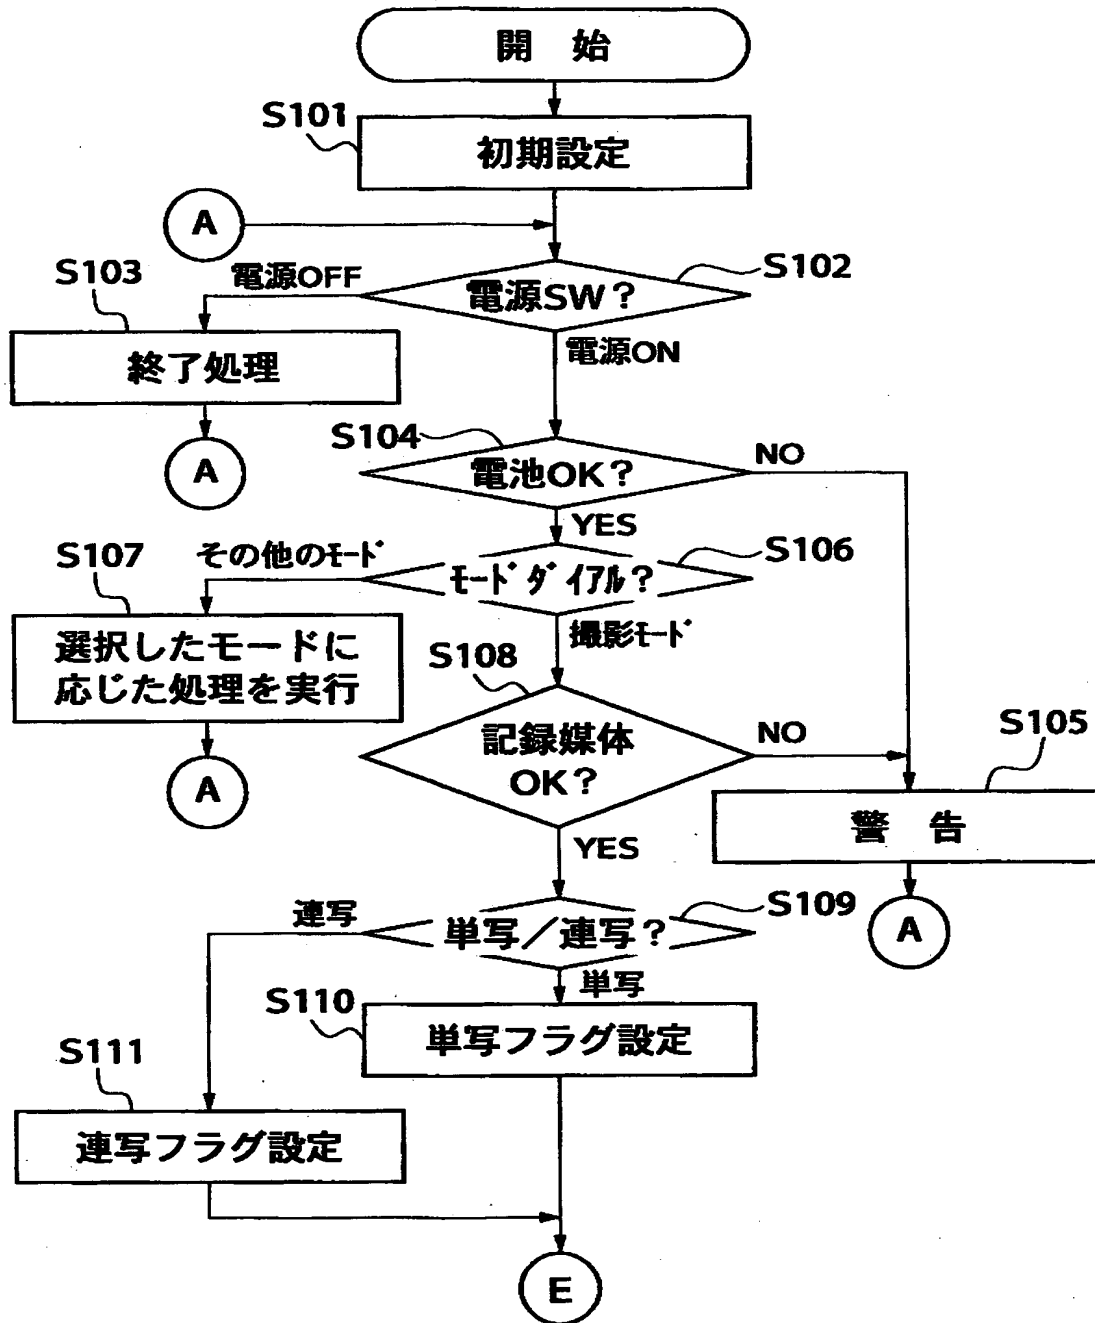 開 始
S101
初期設定
A
S103
電源OFF
電源SW？
S102
終了処理
電源ON
A
S104
電池OK？
NO
YES
S107
その他のﾓｰﾄﾞ
ﾓｰﾄﾞﾀﾞｲｱﾙ？
S106
選択したモードに
応じた処理を実行
撮影ﾓｰﾄﾞ
S108
記録媒体
OK？
NO
S105
A
警 告
YES
連写
単写／連写？
S109
A
単写
S110
単写フラグ設定
S111
連写フラグ設定
E